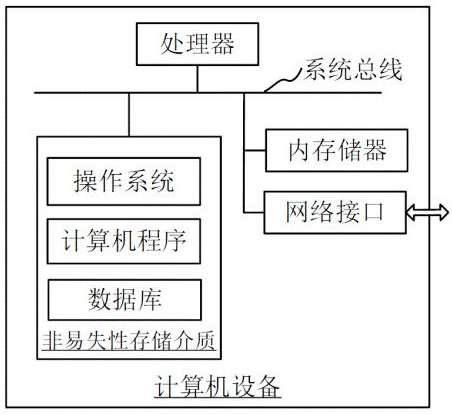 处理器
系统总线
内存储器
操作系统
网络接口
计算机程序
数据库
非易失性存储介质
计算机设备